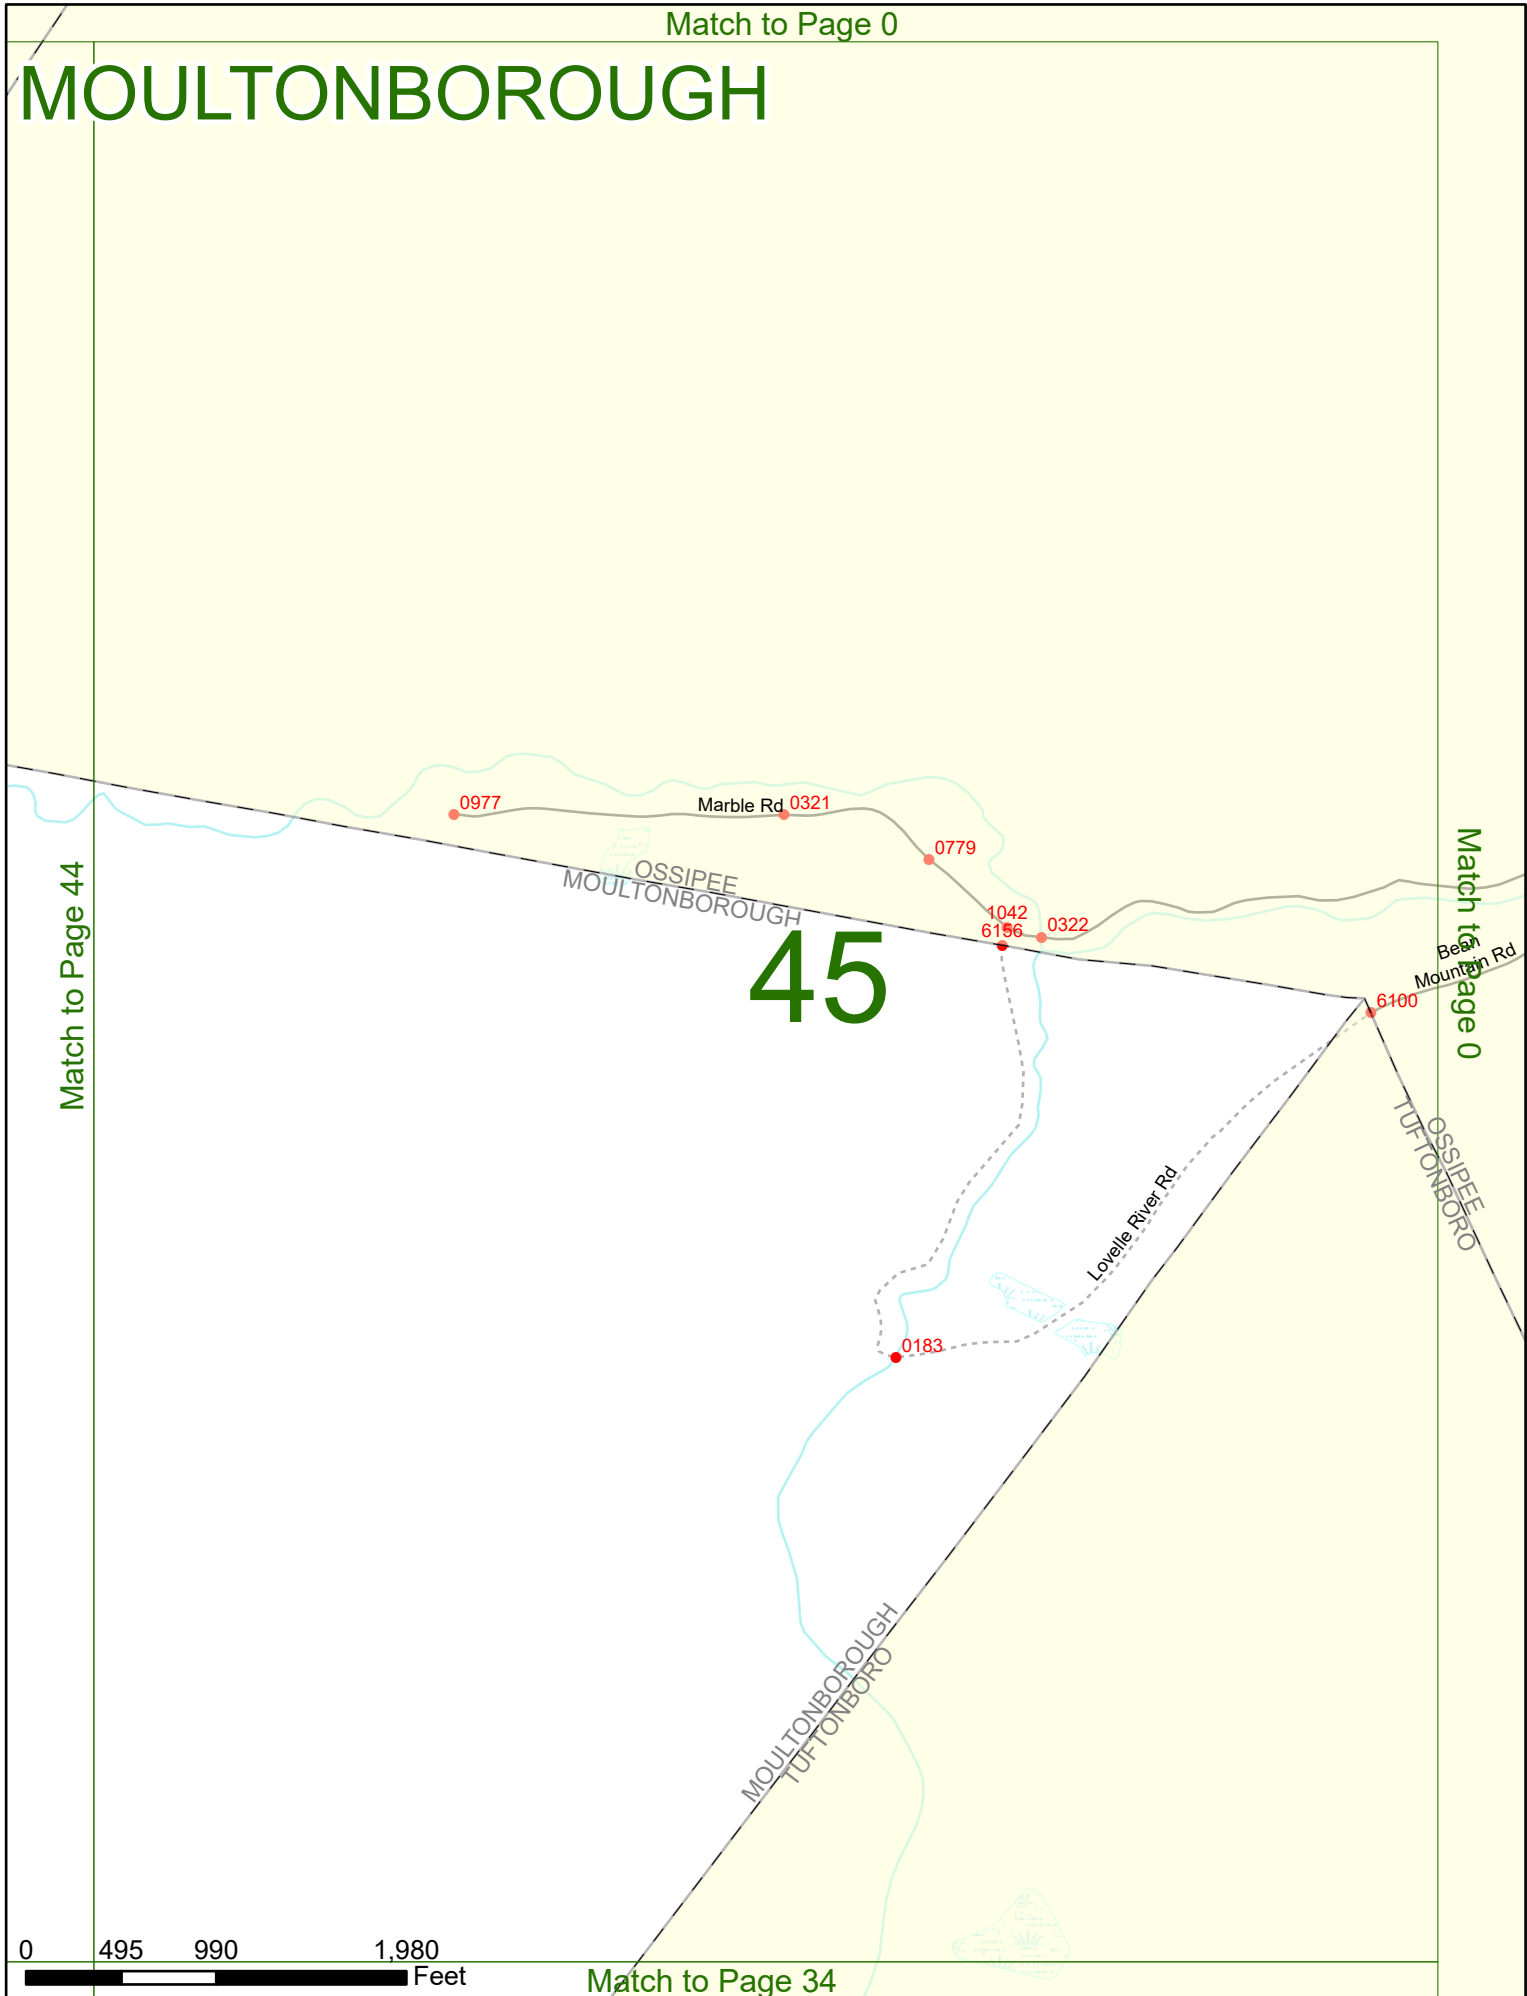 Match to Page 0
MOULTONBOROUGH
0977
Marble Rd
0321
0779
OSSIPEE
MOULTONBOROUGH
1042
6156
0322
45
Match to Page 44
Match to Page 0
Bean
Mountain Rd
6100
OSSIPEE
TUFTONBORO
Lovelle River Rd
0183
MOULTONBOROUGH
TUFTONBORO
0 495 990 1,980
Feet
Match to Page 34